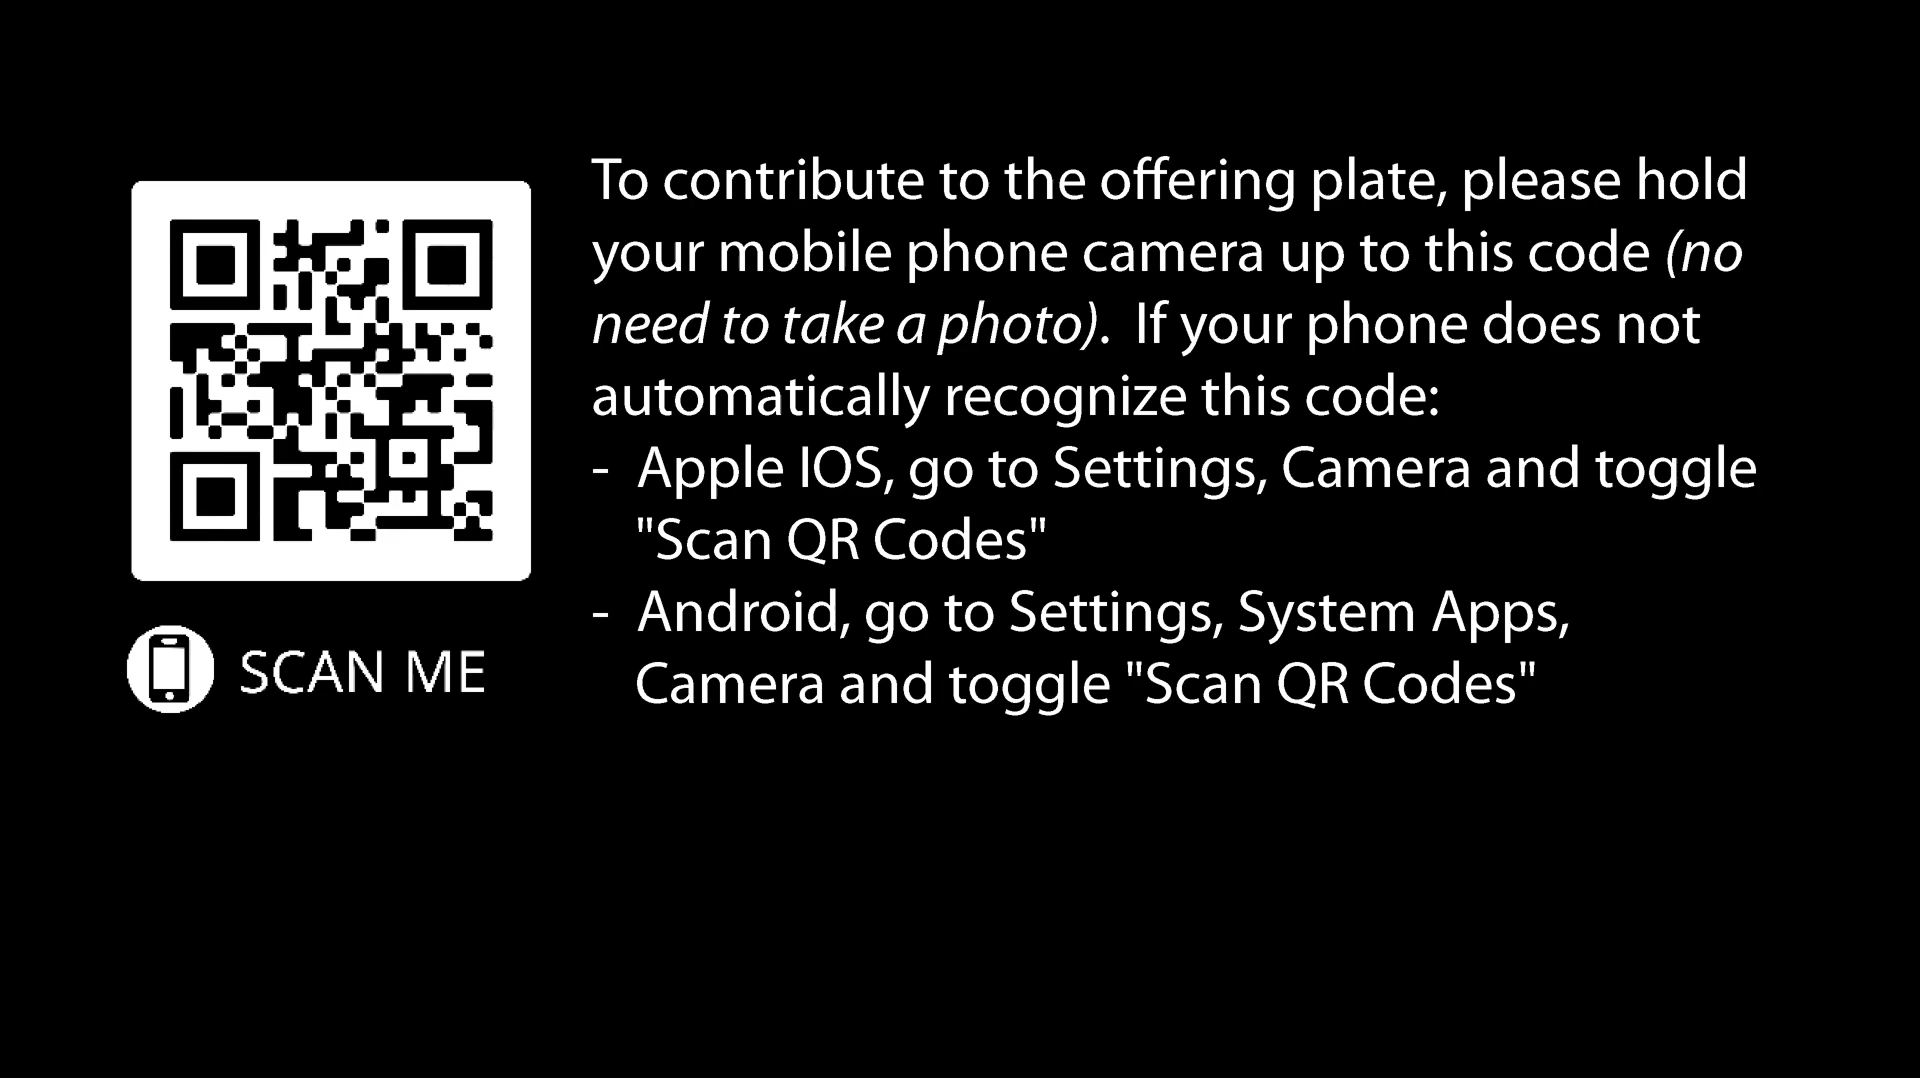 To contribute to the offering plate, please hold
your mobile phone camera up to this code (no
need to take a photo).  If your phone does not
automatically recognize this code:
-  Apple IOS, go to Settings, Camera and toggle
"Scan QR Codes"
-  Android, go to Settings, System Apps,
Camera and toggle "Scan QR Codes"
SCAN ME